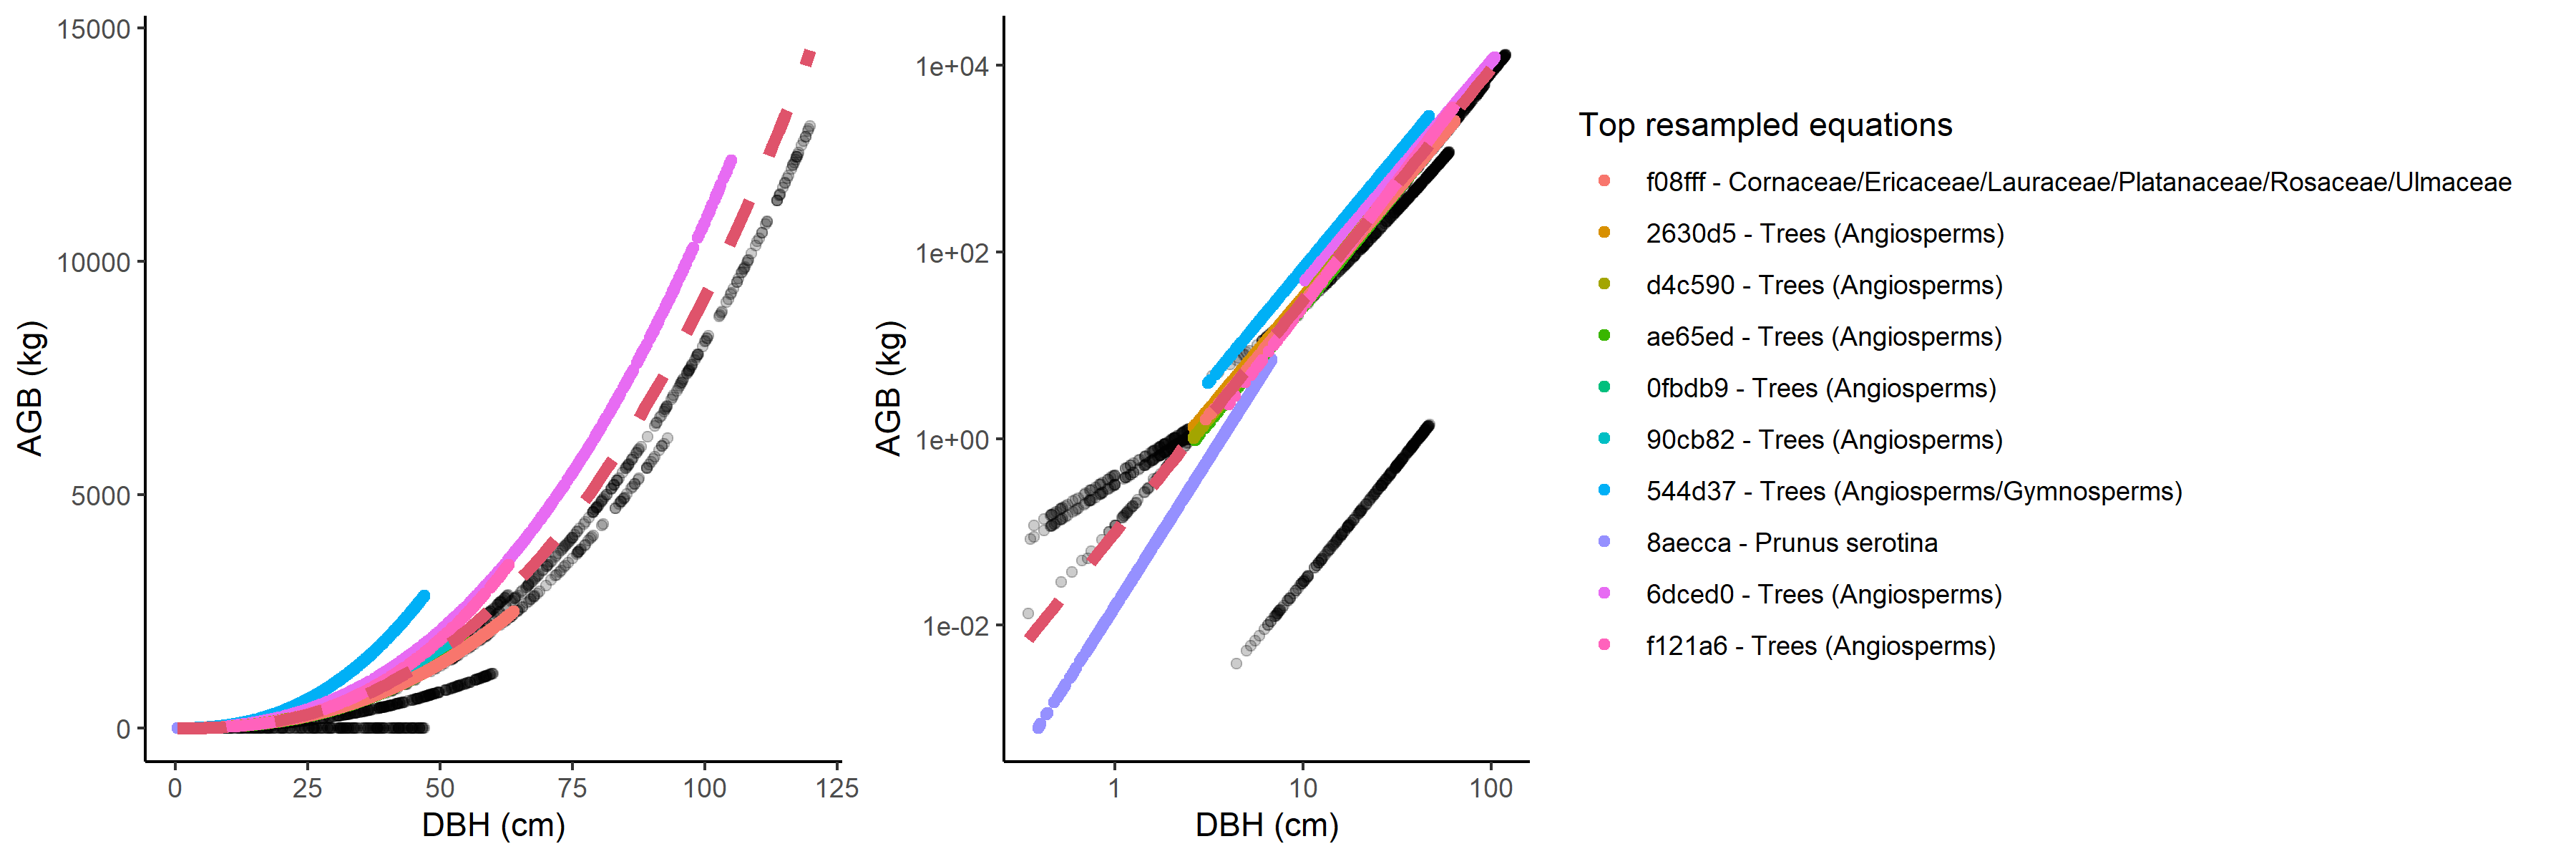 15000
10000
5000
0
AGB (kg)
0 25 50 75 100 125
DBH (cm)
1e+04
1e+02
1e+00
1e-02
AGB (kg)
1 10 100
DBH (cm)
Top resampled equations
f08fff - Cornaceae/Ericaceae/Lauraceae/Platanaceae/Rosaceae/Ulmaceae
2630d5 - Trees (Angiosperms)
d4c590 - Trees (Angiosperms)
ae65ed - Trees (Angiosperms)
0fbdb9 - Trees (Angiosperms)
90cb82 - Trees (Angiosperms)
544d37 - Trees (Angiosperms/Gymnosperms)
8aecca - Prunus serotina
6dced0 - Trees (Angiosperms)
f121a6 - Trees (Angiosperms)